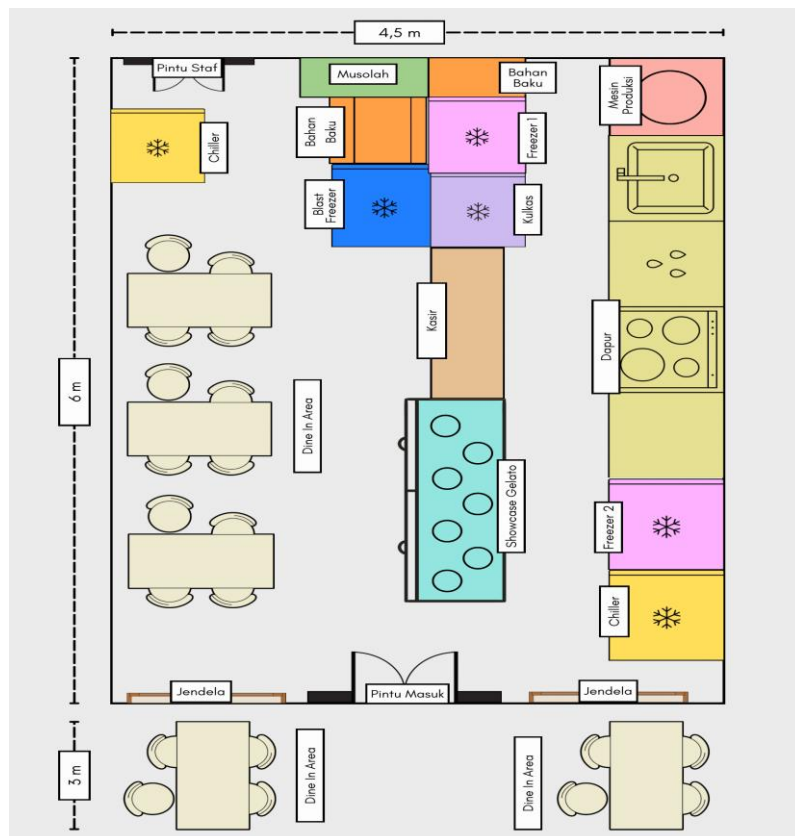 4,5 m
Pintu Staf
Musolah
Bahan
Baku
Mesin
Produksi
Chiller
Bahan
Baku
Freezer 1
Blast
Freezer
Kulkas
Kasir
Dapur
6 m
Dine In Area
Showcase Gelato
Freezer 2
Chiller
Jendela
Pintu Masuk
Jendela
3 m
Dine In Area
Dine In Area